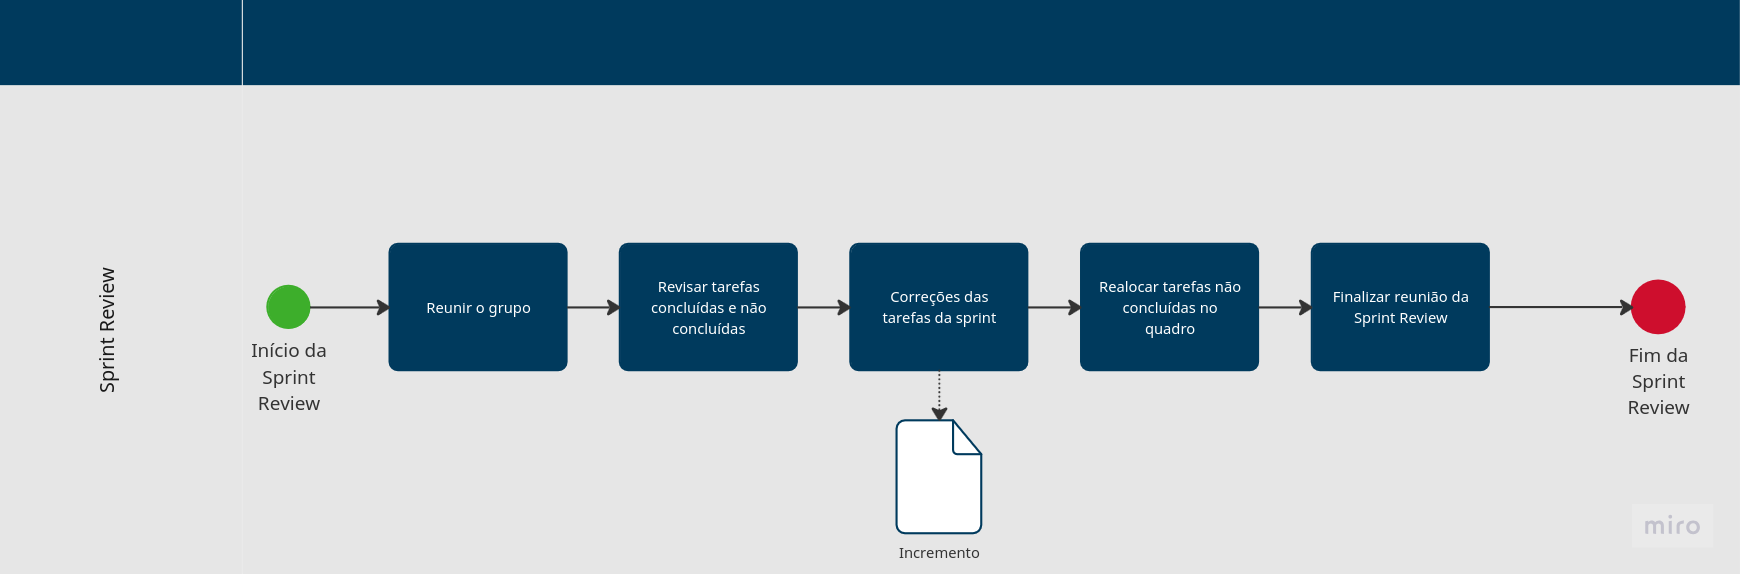 Sprint Review
Início da
Sprint
Review
Reunir o grupo
Revisar tarefas
concluídas e não
concluídas
Correções das
tarefas da sprint
Realocar tarefas não
concluídas no
quadro
Finalizar reunião da
Sprint Review
Fim da
Sprint
Review
Incremento
miro